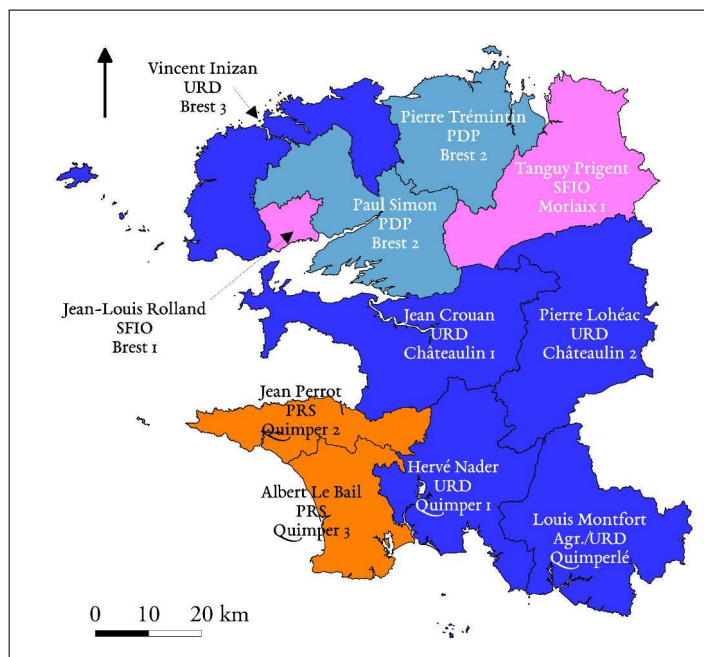 Vincent Inizan
URD
Brest 3
Pierre Trémintin
PDP
Brest 2
Tanguy Prigent
SFIO
Morlaix 1
Paul Simon
PDP
Brest 2
Jean-Louis Rolland
SFIO
Brest 1
Jean Crouan
URD
Châteaulin 1
Pierre Lohéac
URD
Châteaulin 2
Jean Perrot
PRS
Quimper 2
Albert Le Bail
PRS
Quimper 3
Hervé Nader
URD
Quimper 1
Louis Montfort
Agr./URD
Quimperlé
0 10 20 km